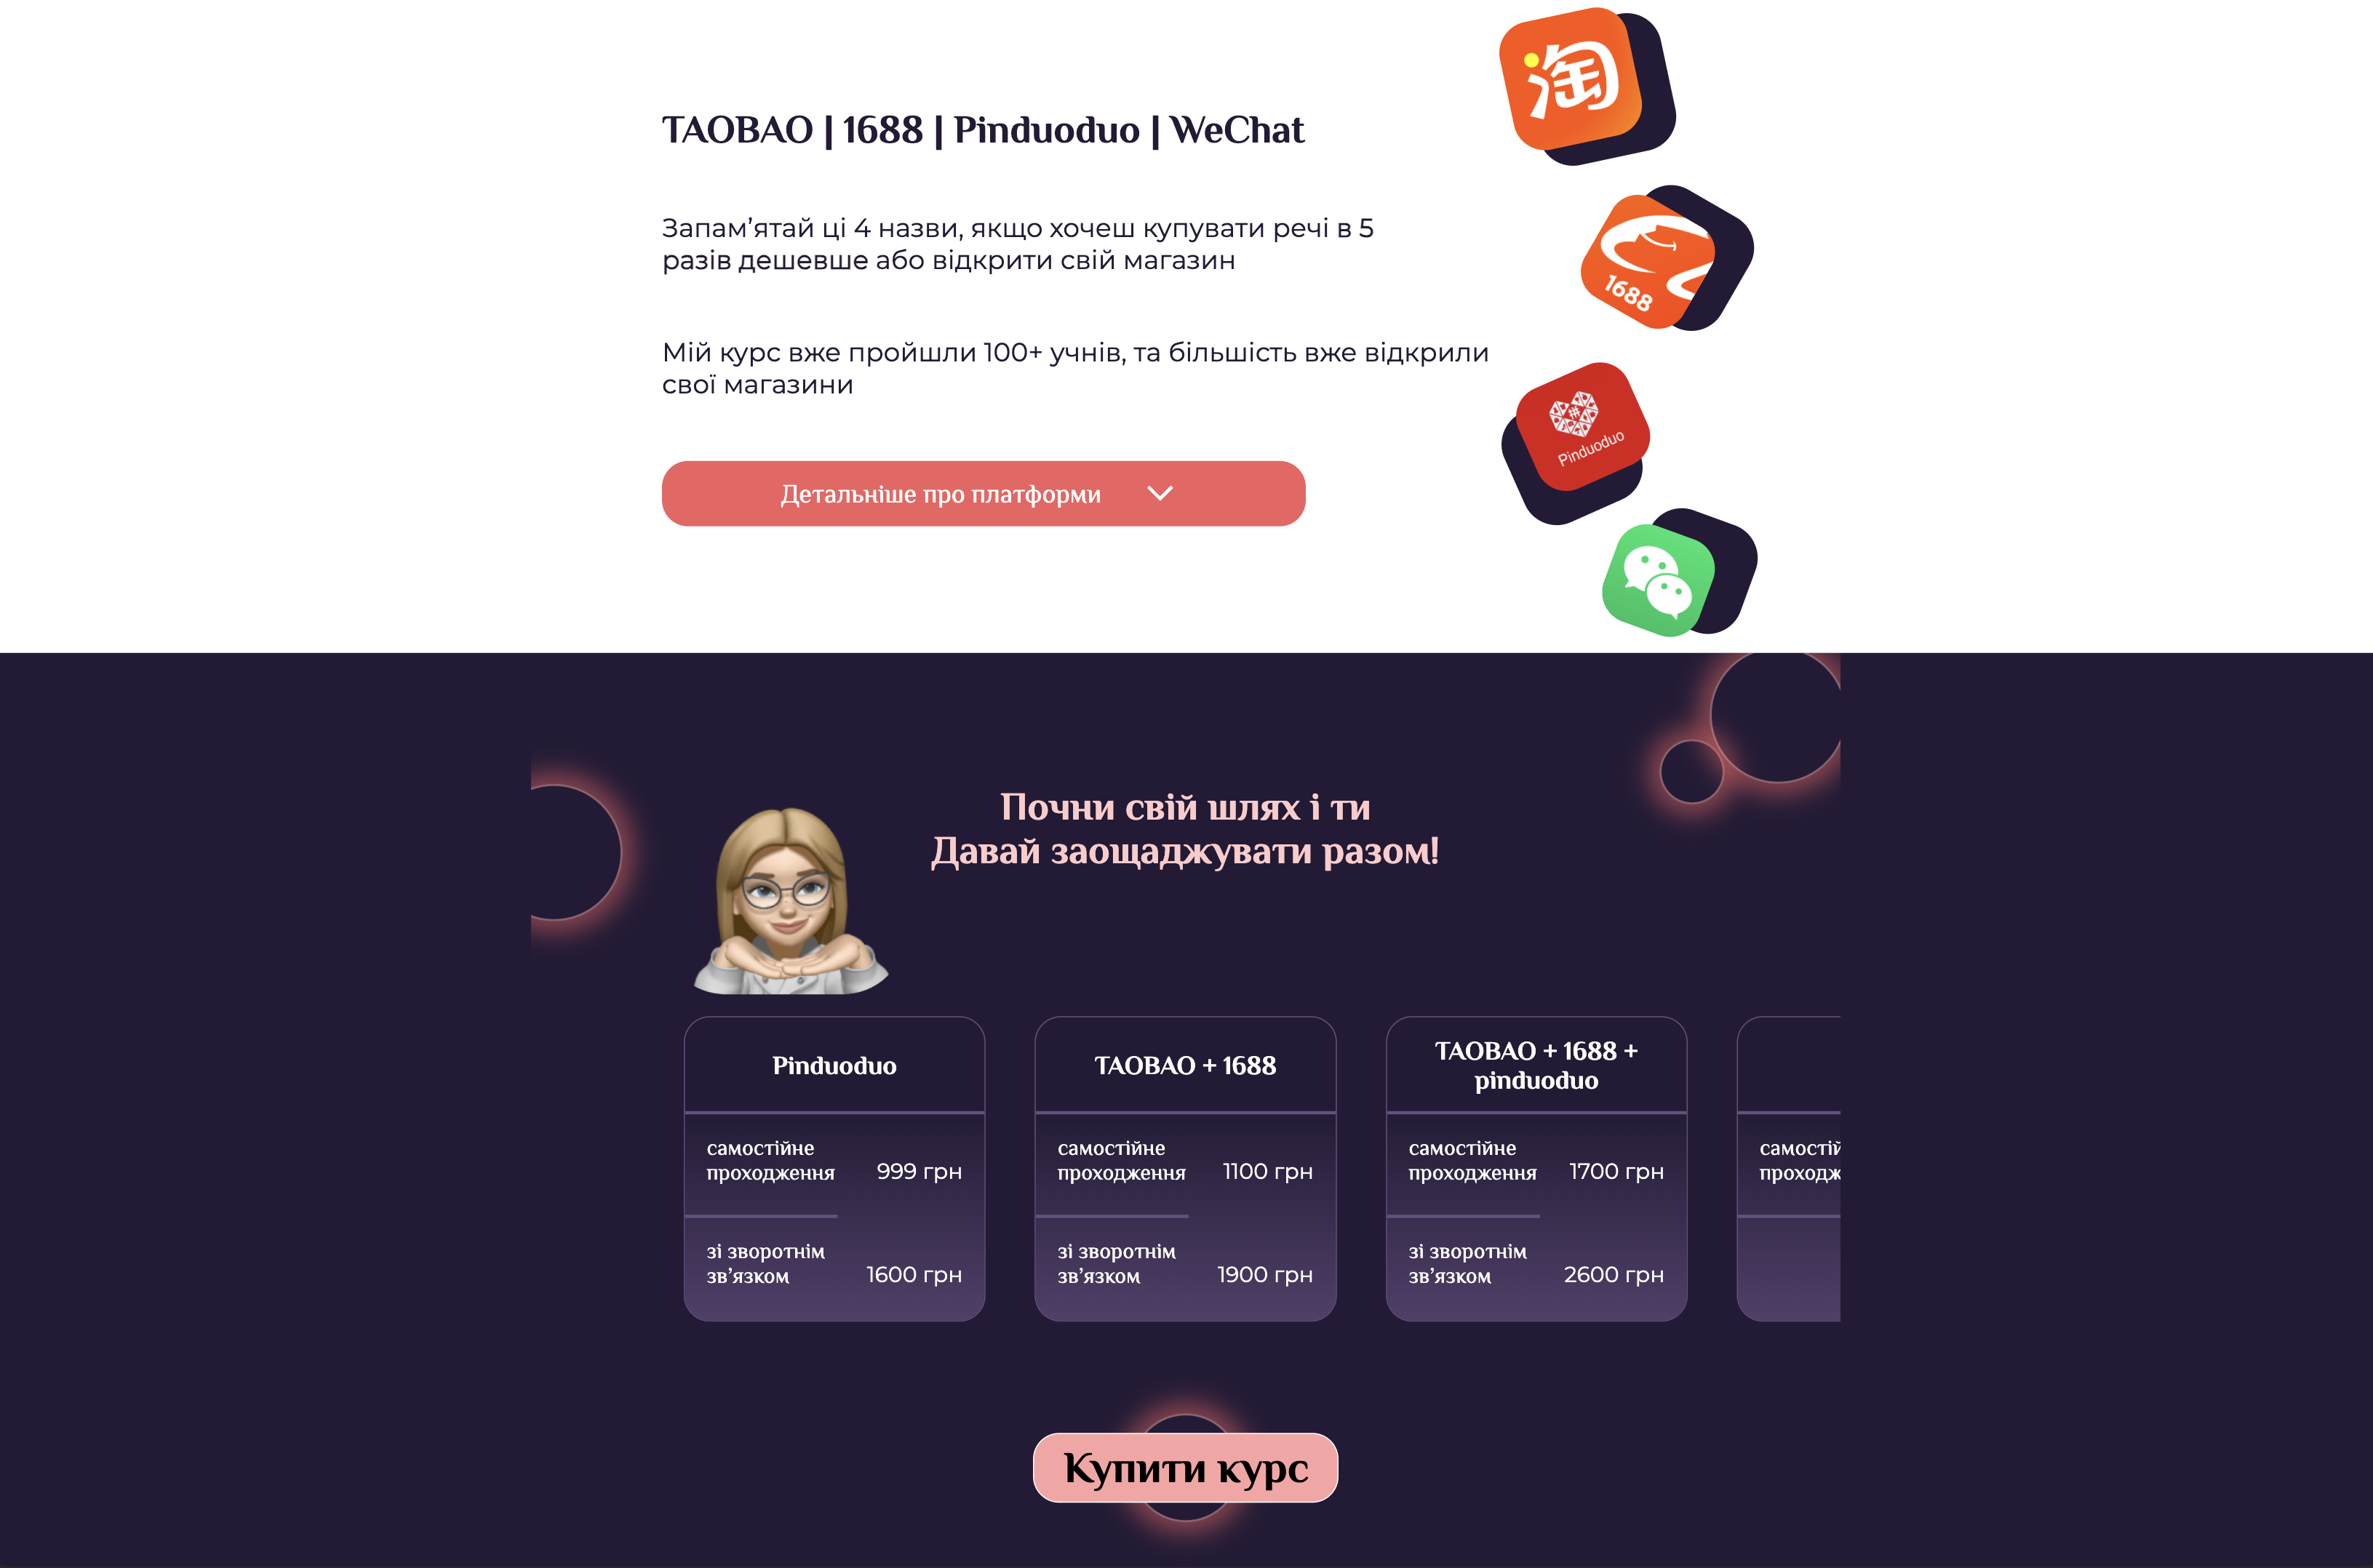 淘
TAOBAO | 1688 | Pinduoduo | WeChat
1688
Запам’ятай ці 4 назви, якщо хочеш купувати речі в 5
разів дешевше або відкрити свій магазин
Мій курс вже пройшли 100+ учнів, та більшість вже відкрили
свої магазини
Pinduoduo
Детальніше про платформи
Почни свій шлях і ти
Давай заощаджувати разом!
Pinduoduo
самостійне
проходження 999 грн
зі зворотнім
зв’язком 1600 грн
TAOBAO + 1688
самостійне
проходження 1100 грн
зі зворотнім
зв’язком 1900 грн
TAOBAO + 1688 +
pinduoduo
самостійне
проходження 1700 грн
зі зворотнім
зв’язком 2600 грн
самостій
проходж
Купити курс